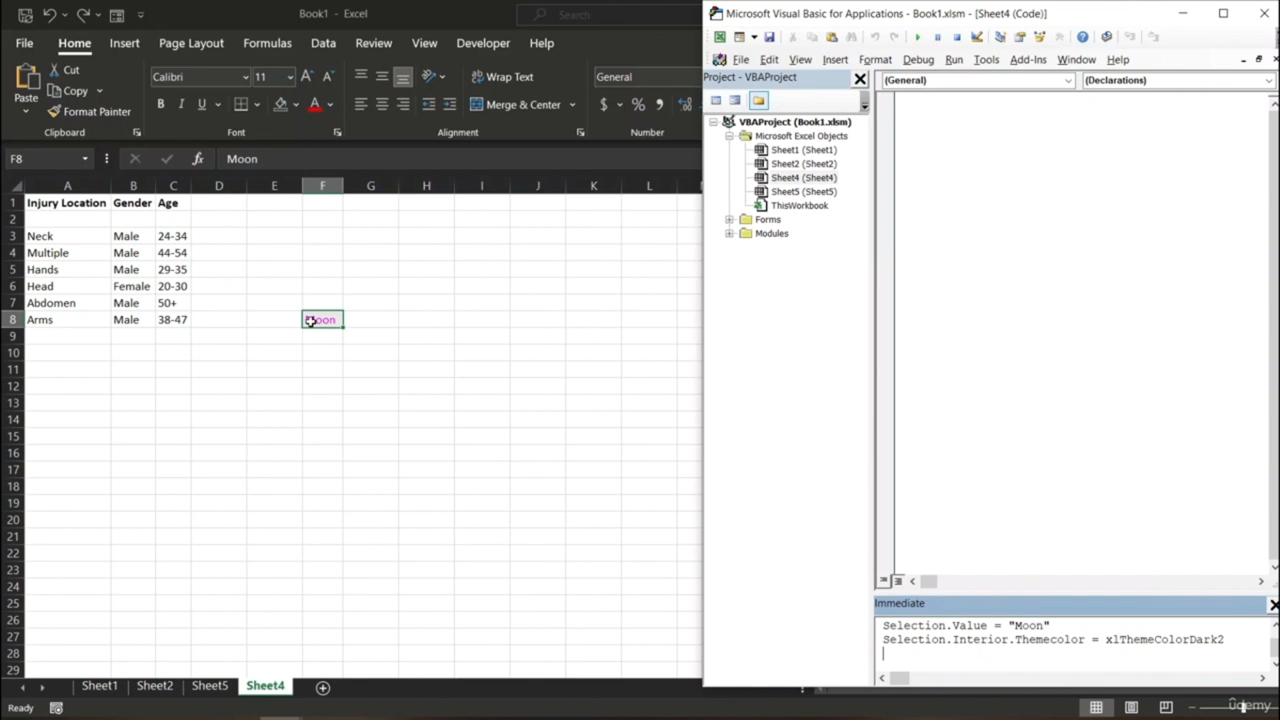 Book1 - Excel
Search
Home Insert Page Layout Formulas Data Review View Developer Help
Paste
Cut
Copy
Format Painter
Calibri 11
B I U
Wrap Text
Merge & Center
General
$ % ,
Clipboard Font Alignment Number
F8 fx Moon
A B C D E F G H I J K L
1 Injury Location Gender Age
2
3 Neck Male 24-34
4 Multiple Male 44-54
5 Hands Male 29-35
6 Head Female 20-30
7 Abdomen Male 50+
8 Arms Male 38-47
9
10
11
12
13
14
15
16
17
18
19
20
21
22
23
24
25
26
27
28
29
Sheet1 Sheet2 Sheet5 Sheet4
Ready
Microsoft Visual Basic for Applications - Book1.xlsm - [Sheet4 (Code)]
File Edit View Insert Format Debug Run Tools Add-Ins Window Help
Project - VBAProject
VBAProject (Book1.xlsm)
Microsoft Excel Objects
Sheet1 (Sheet1)
Sheet2 (Sheet2)
Sheet4 (Sheet4)
Sheet5 (Sheet5)
ThisWorkbook
Forms
Modules
(General) (Declarations)
Immediate
Selection.Value = "Moon"
Selection.Interior.Themecolor = xlThemeColorDark2
udemy